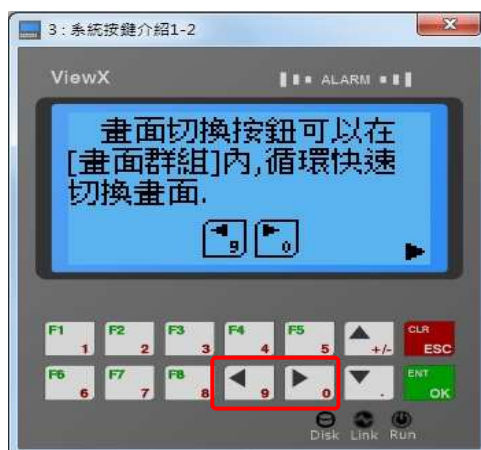 3 : 系統按鍵介紹1-2
ViewX ALARM
畫面切換按鈕可以在
[畫面群組]內,循環快速
切換畫面.
9 0
F1 1 F2 2 F3 3 F4 4 F5 5 +/- CLR ESC
F6 6 F7 7 F8 8 9 0 . ENT OK
Disk Link Run